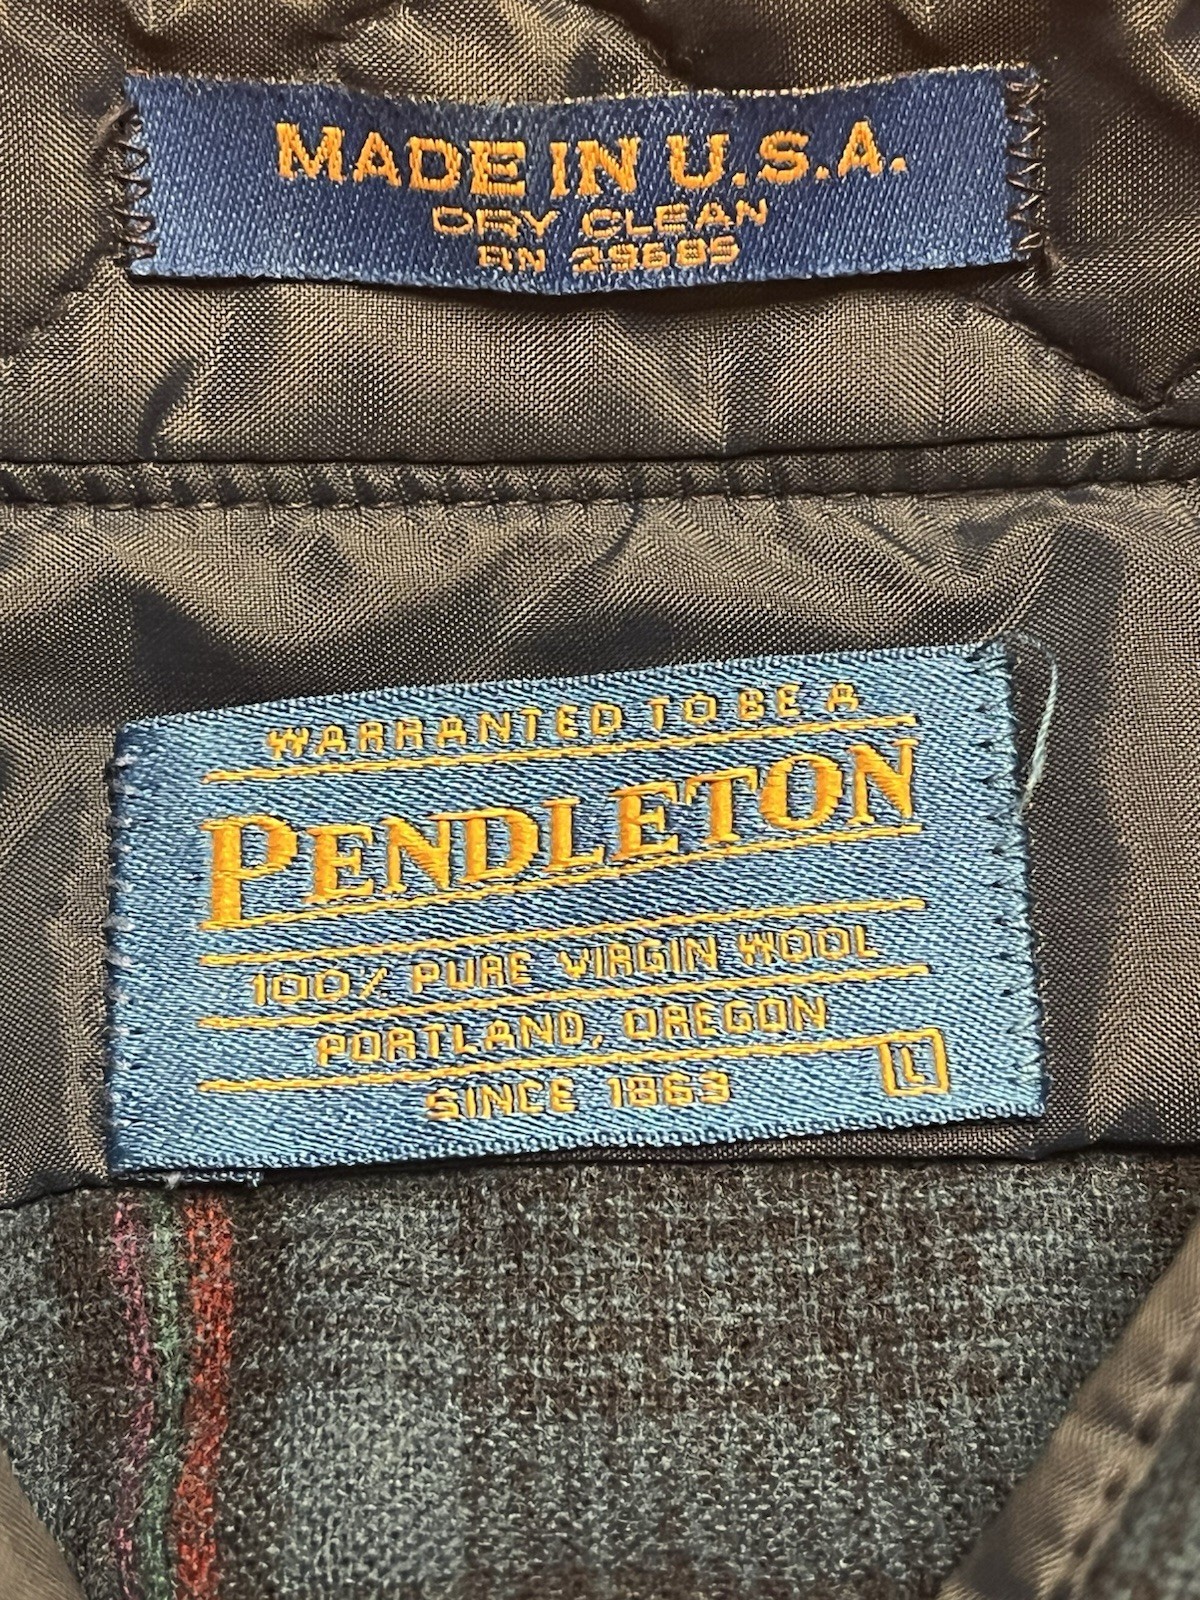 MADE IN U.S.A.
DRY CLEAN
RN 29685
WARRANTED TO BE A
PENDLETON
100% PURE VIRGIN WOOL
PORTLAND, OREGON
SINCE 1863
L